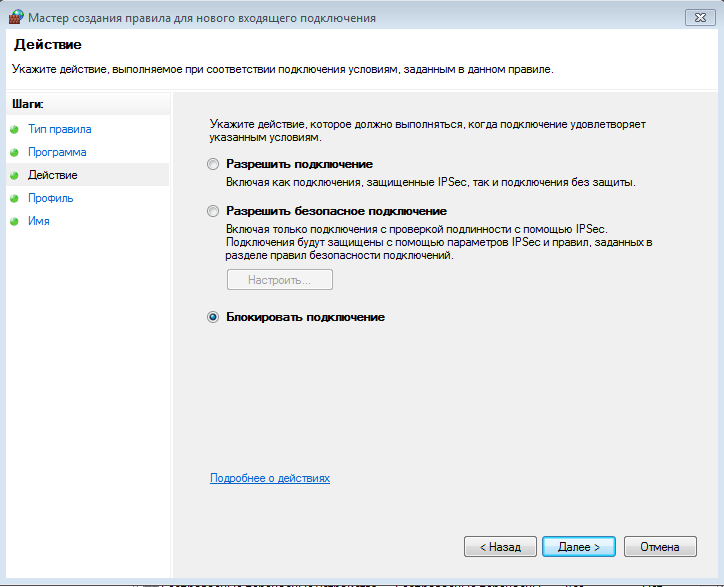 Мастер создания правила для нового входящего подключения
Действие
Укажите действие, выполняемое при соответствии подключения условиям, заданным в данном правиле.
Шаги:
Тип правила
Программа
Действие
Профиль
Имя
Укажите действие, которое должно выполняться, когда подключение удовлетворяет
указанным условиям.
Разрешить подключение
Включая как подключения, защищенные IPSec, так и подключения без защиты.
Разрешить безопасное подключение
Включая только подключения с проверкой подлинности с помощью IPSec.
Подключения будут защищены с помощью параметров IPSec и правил, заданных в
разделе правил безопасности подключений.
Настроить...
Блокировать подключение
Подробнее о действиях
< Назад
Далее >
Отмена